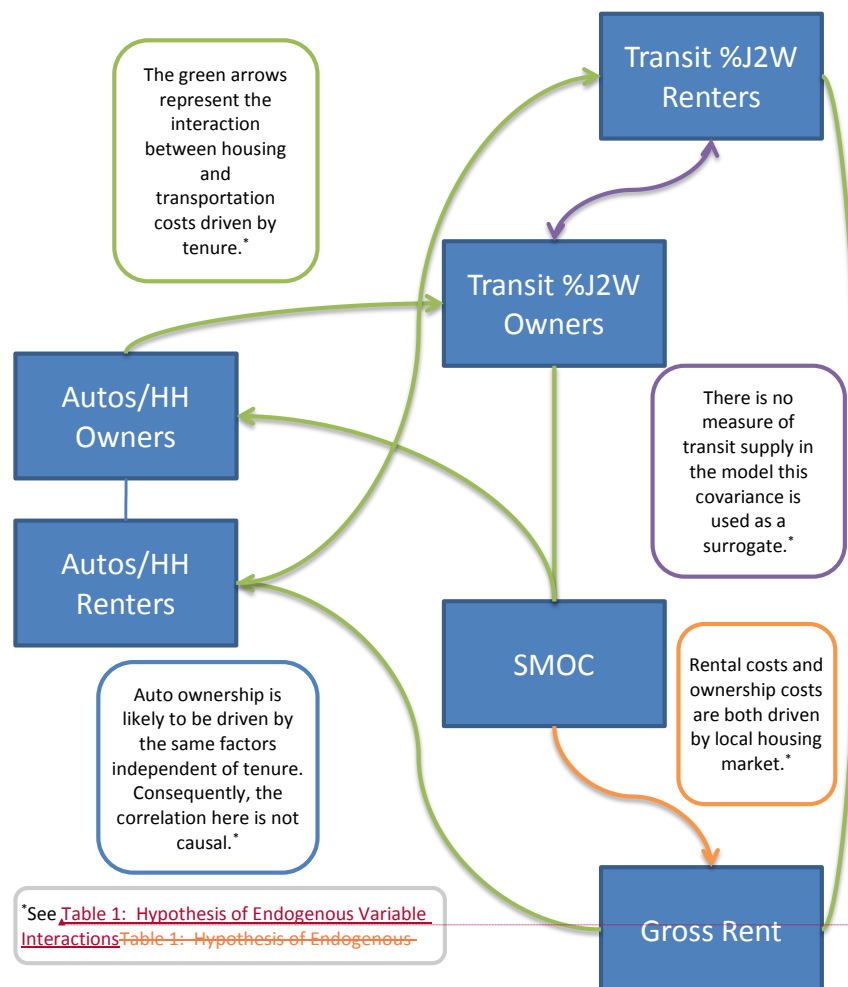 The green arrows
represent the
interaction
between housing
and
transportation
costs driven by
tenure.*
Transit %J2W
Renters
Transit %J2W
Owners
Autos/HH
Owners
There is no
measure of
transit supply in
the model this
covariance is
used as a
surrogate.*
Autos/HH
Renters
SMOC
Rental costs and
ownership costs
are both driven
by local housing
market.*
Auto ownership is
likely to be driven by
the same factors
independent of tenure.
Consequently, the
correlation here is not
causal.*
*See Table 1:  Hypothesis of Endogenous Variable
InteractionsTable 1:  Hypothesis of Endogenous
Gross Rent